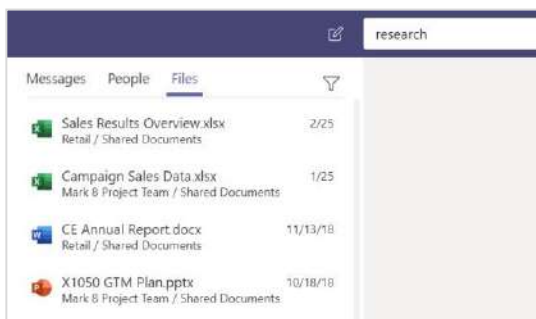 research
Messages People Files
Sales Results Overview.xlsx 2/25
Retail / Shared Documents
Campaign Sales Data.xlsx 1/25
Mark 8 Project Team / Shared Documents
CE Annual Report.docx 11/13/18
Retail / Shared Documents
X1050 GTM Plan.pptx 10/18/18
Mark 8 Project Team / Shared Documents